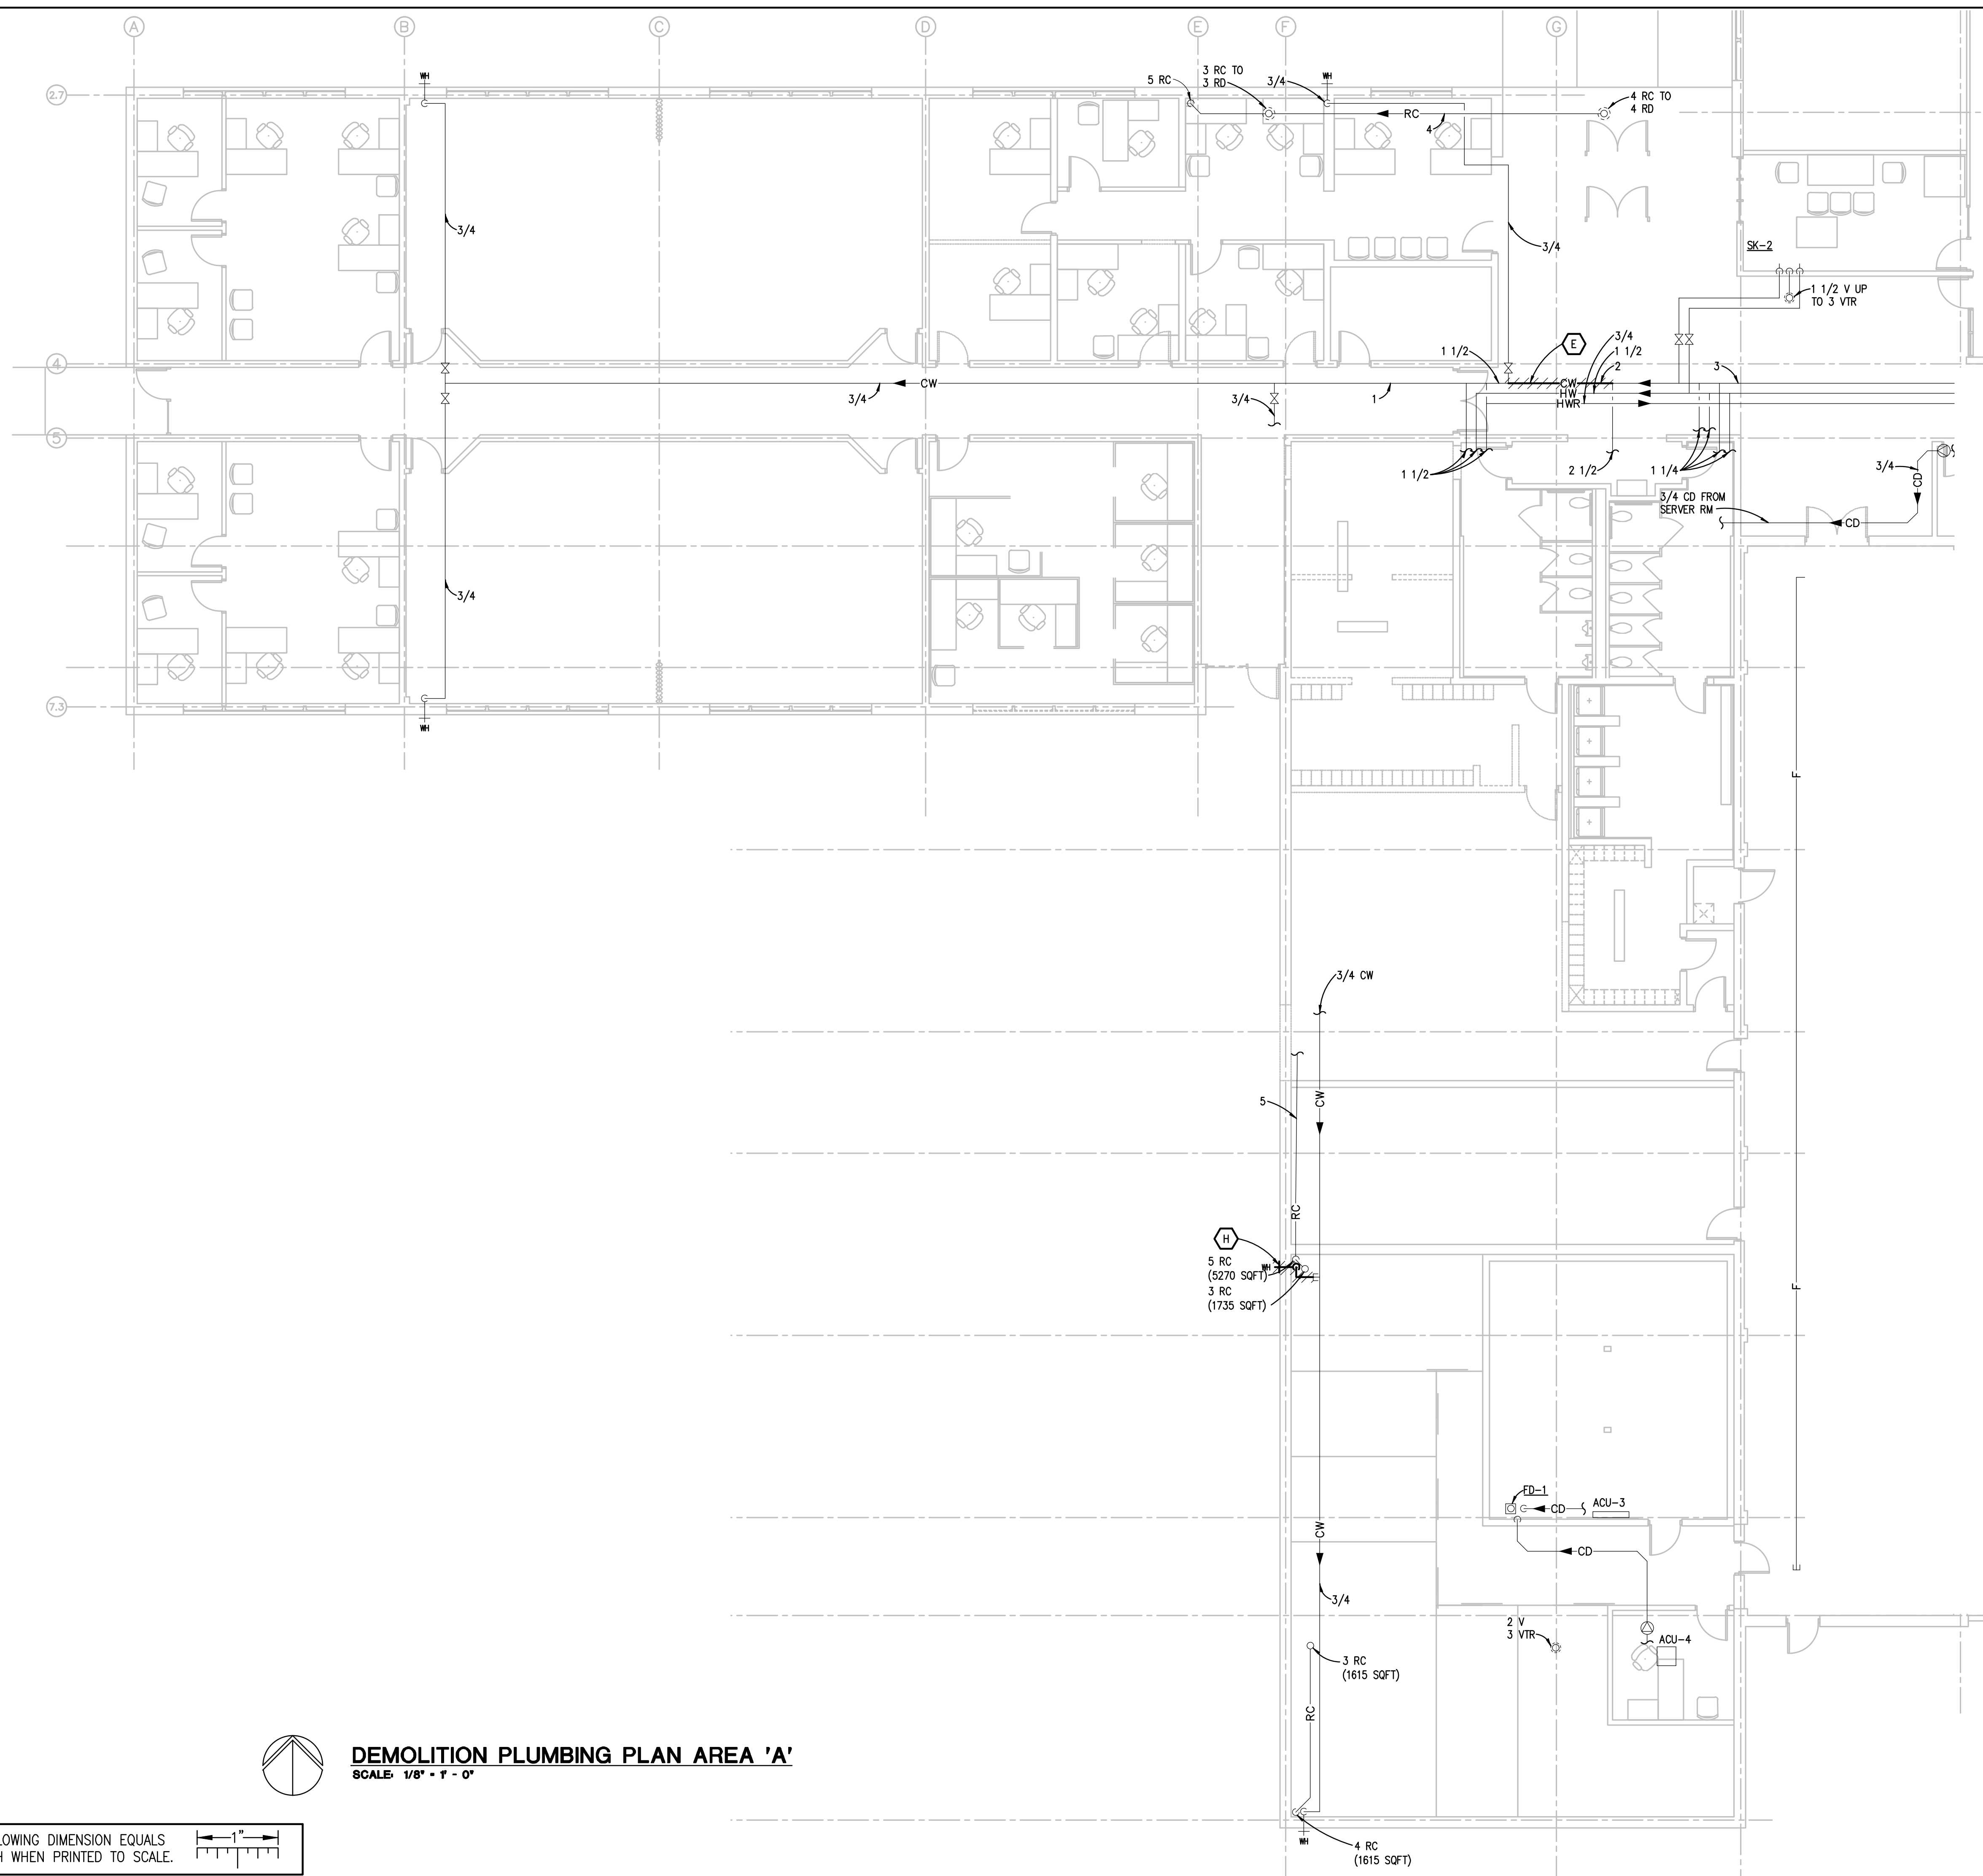 A
B
C
D
E
F
G
WH
5 RC
3 RC TO
3 RD
3/4
WH
2.7
RC
4
4 RC TO
4 RD
3/4
3/4
SK-2
1 1/2 V UP
TO 3 VTR
3/4
1 1/2
2
E
1 1/2
3
4
CW
3/4
3/4
1
CW
HW
HWR
5
1 1/2
2 1/2
1 1/4
3/4
CD
3/4 CD FROM
SERVER RM
CD
3/4
7.3
WH
F
3/4 CW
5
CW
RC
H
5 RC
(5270 SQFT)
WH
3 RC
(1735 SQFT)
F
FD-1
CD
ACU-3
CW
CD
3/4
2 V
3 VTR
ACU-4
3 RC
(1615 SQFT)
RC
DEMOLITION PLUMBING PLAN AREA 'A'
SCALE: 1/8" = 1' - 0"
WH
4 RC
(1615 SQFT)
LOWING DIMENSION EQUALS
H WHEN PRINTED TO SCALE.
1"